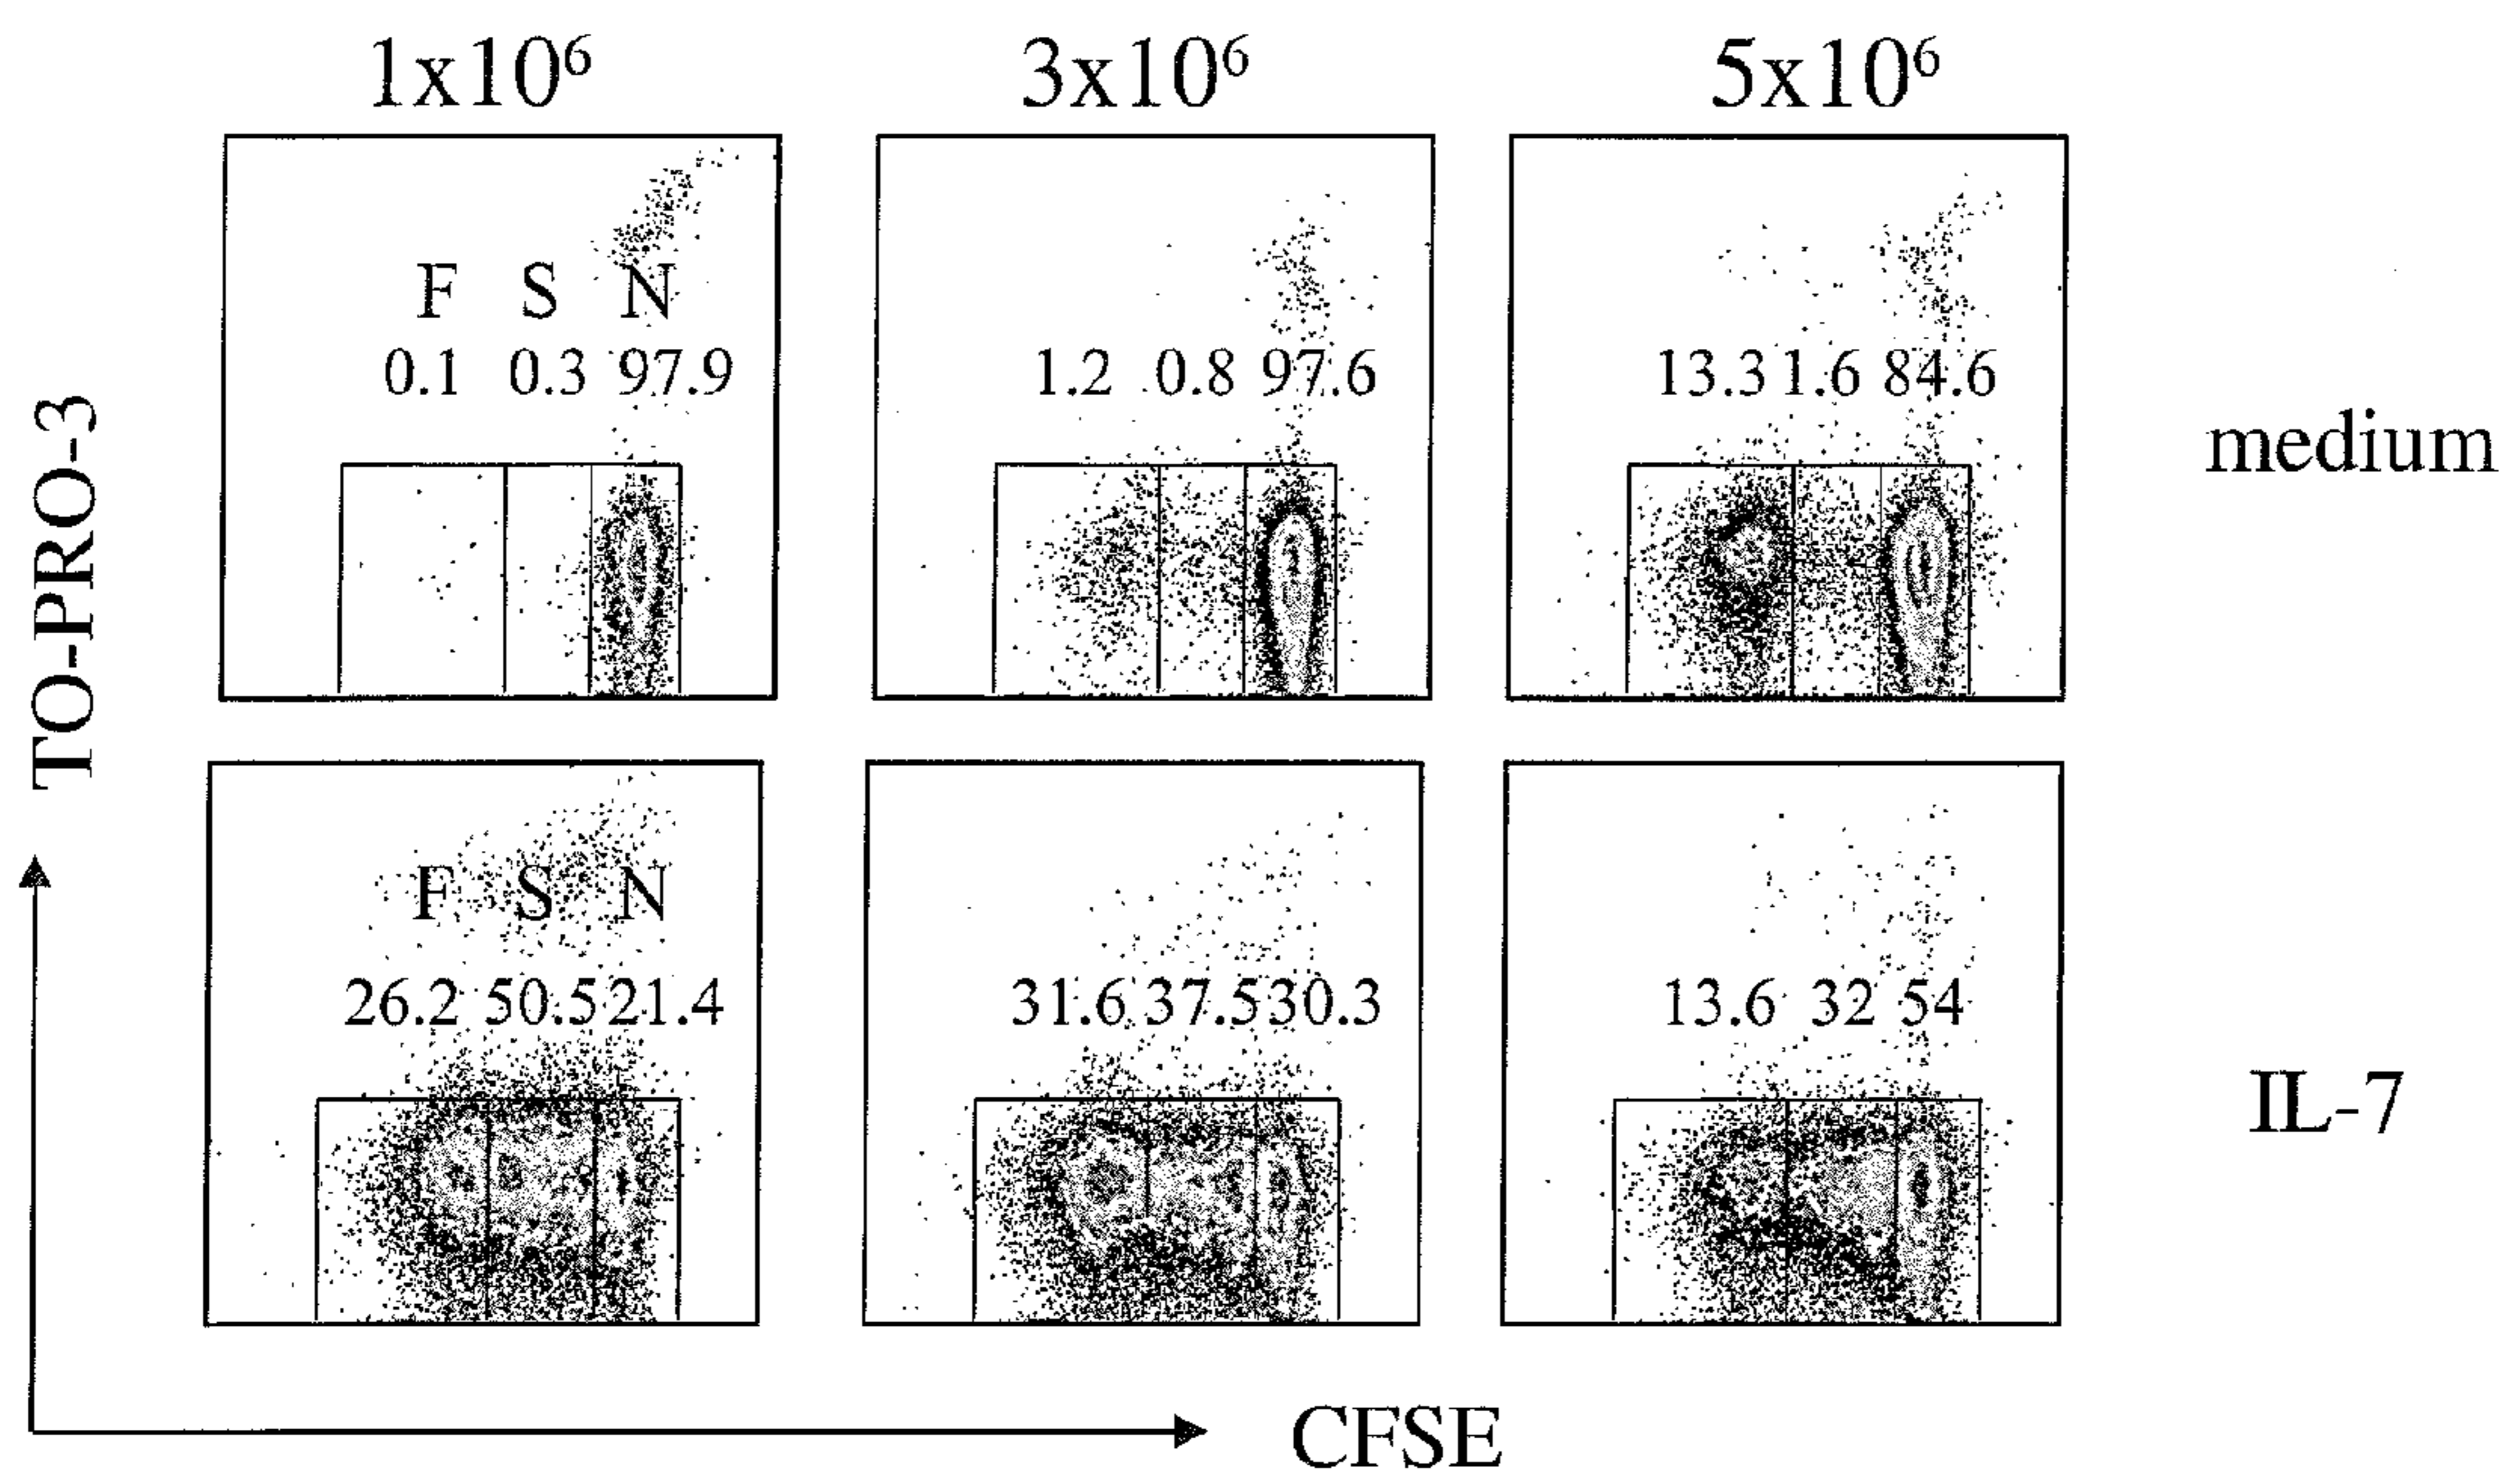 1x10⁶ 3x10⁶ 5x10⁶
F S N
0.1 0.3 97.9 1.2 0.8 97.6 13.3 1.6 84.6
medium
TO-PRO-3
F S N
26.2 50.5 21.4 31.6 37.5 30.3 13.6 32 54
IL-7
CFSE